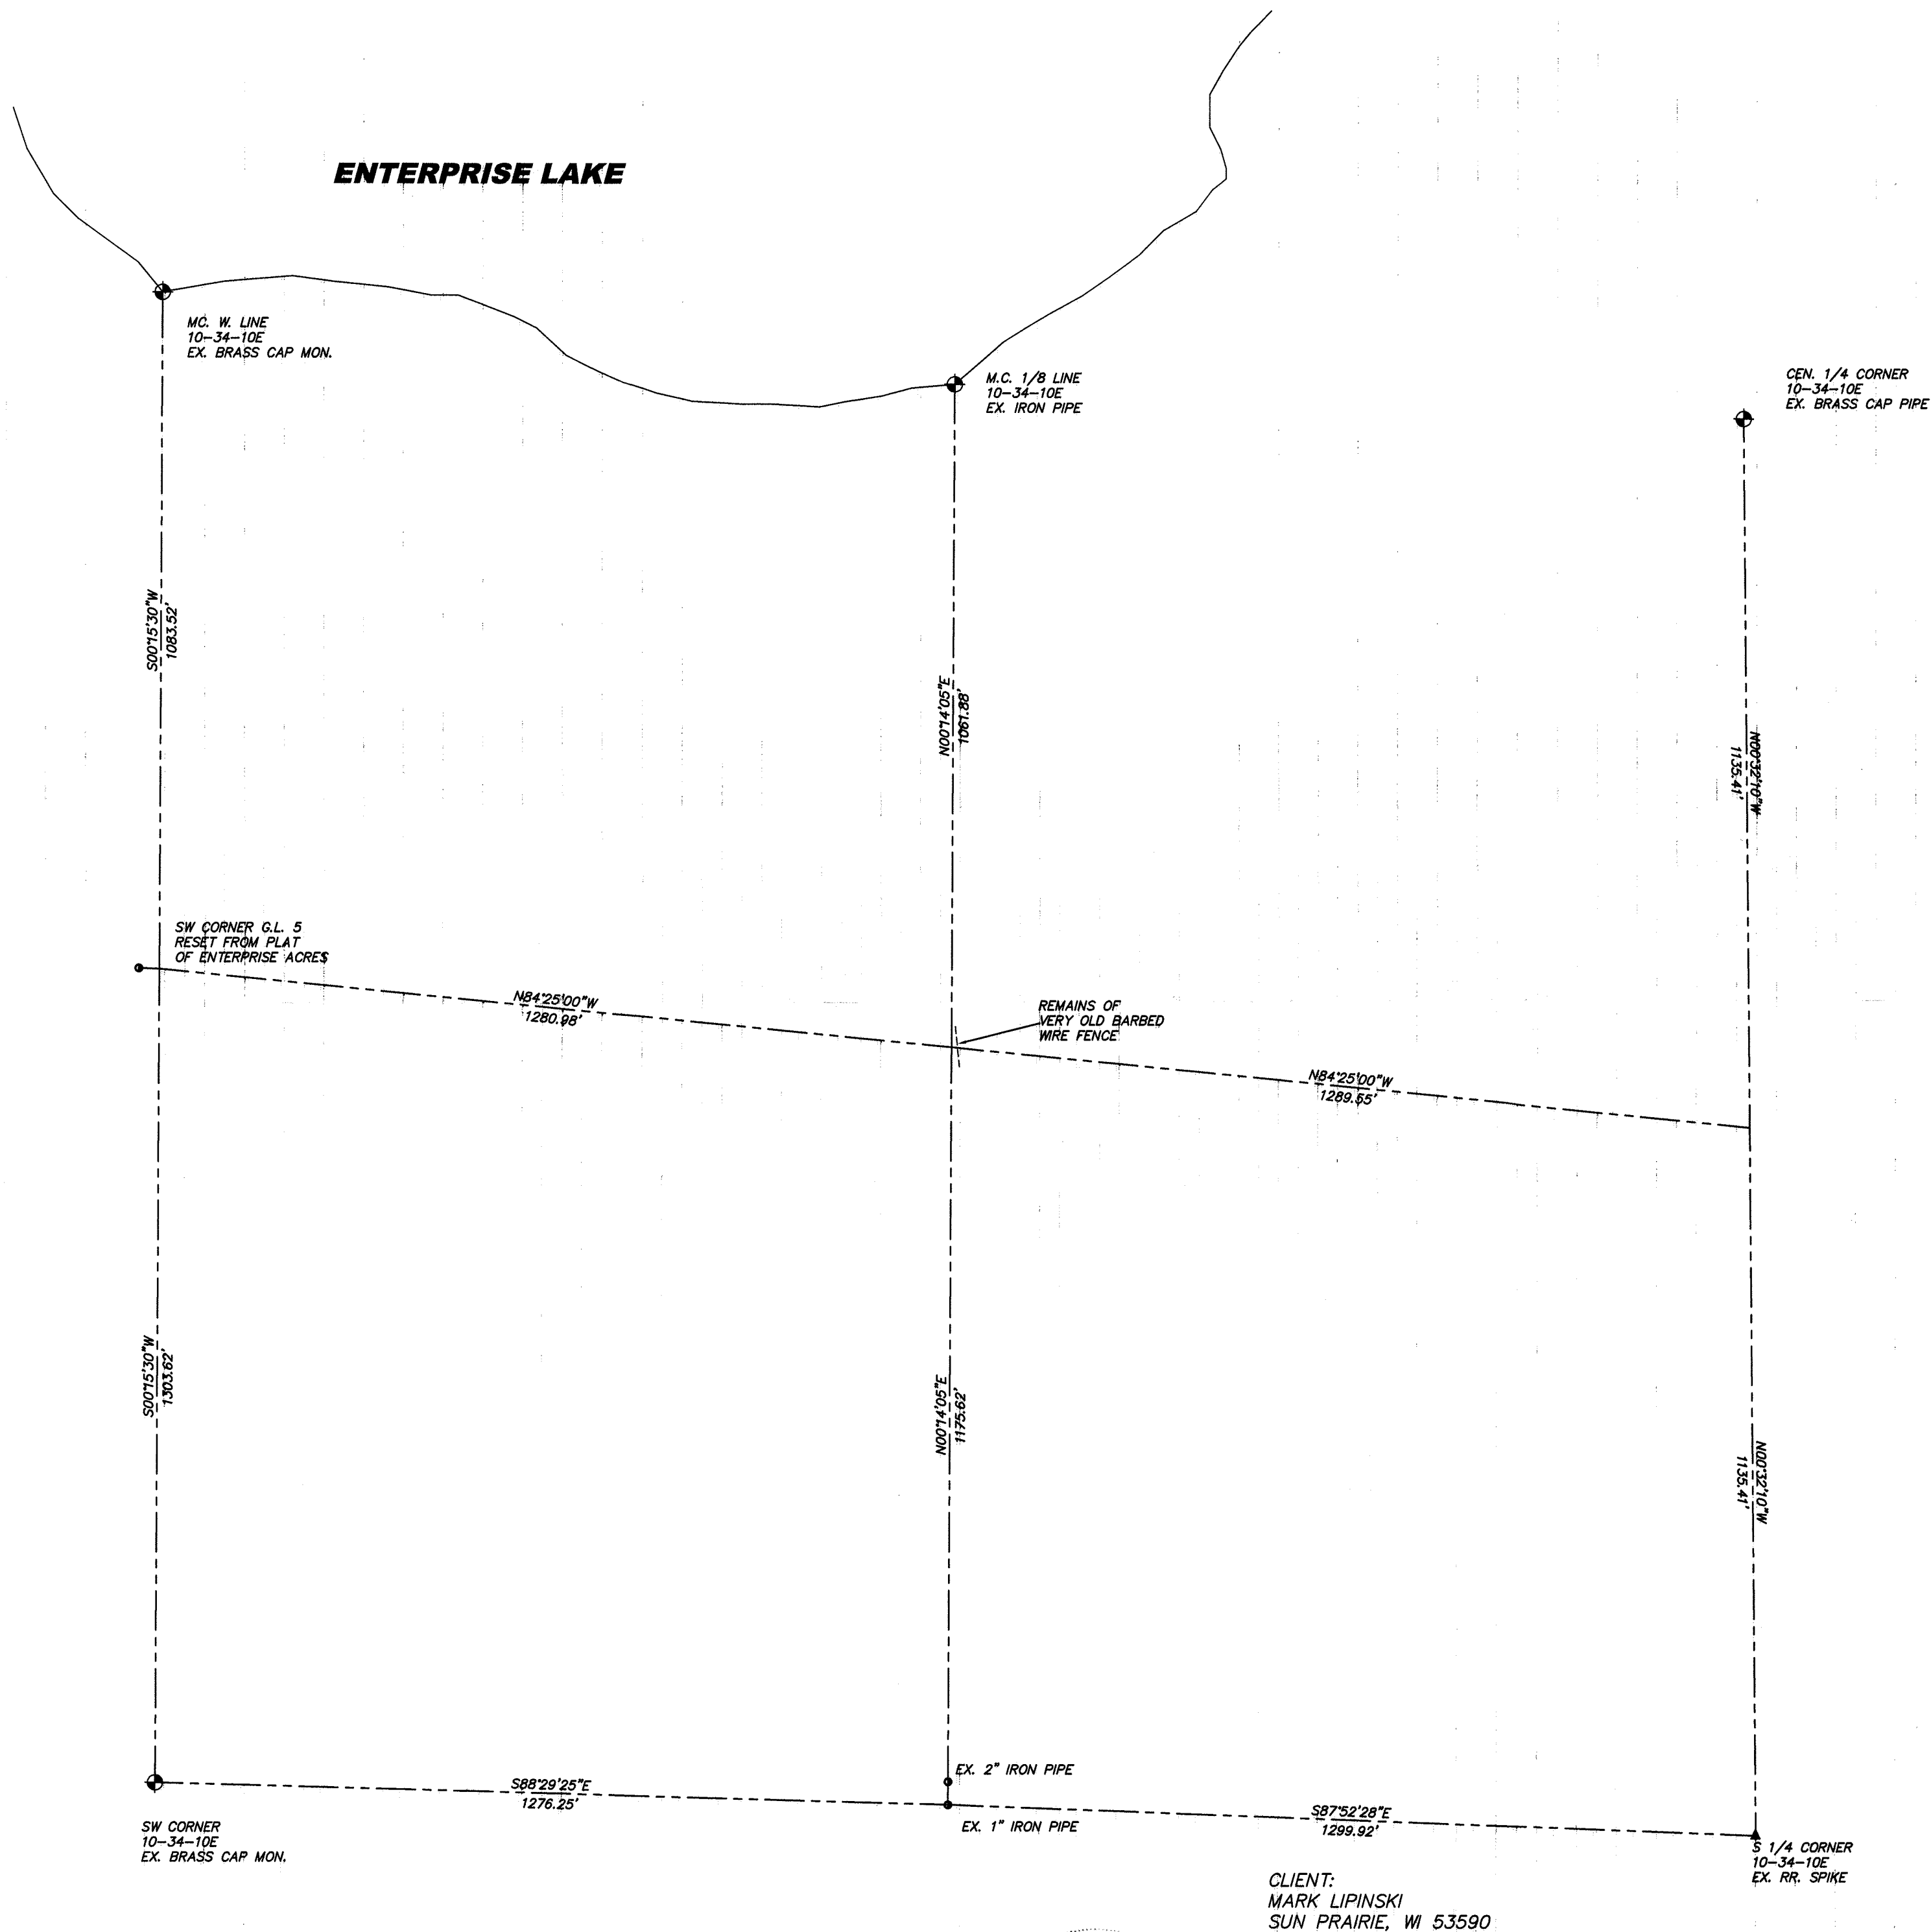 ENTERPRISE LAKE
MC. W. LINE
10-34-10E
EX. BRASS CAP MON.
M.C. 1/8 LINE
10-34-10E
EX. IRON PIPE
CEN. 1/4 CORNER
10-34-10E
EX. BRASS CAP PIPE
S00°15'30"W
1083.52'
N00°14'05"E
1061.88'
N00°32'10"W
1135.41'
SW CORNER G.L. 5
RESET FROM PLAT
OF ENTERPRISE ACRES
N84°25'00"W
1280.98'
REMAINS OF
VERY OLD BARBED
WIRE FENCE
N84°25'00"W
1289.55'
S00°15'30"W
1303.62'
N00°14'05"E
1175.62'
N00°32'10"W
1135.41'
EX. 2" IRON PIPE
S88°29'25"E
1276.25'
S87°52'28"E
1299.92'
EX. 1" IRON PIPE
SW CORNER
10-34-10E
EX. BRASS CAP MON.
S 1/4 CORNER
10-34-10E
EX. RR. SPIKE
CLIENT:
MARK LIPINSKI
SUN PRAIRIE, WI 53590